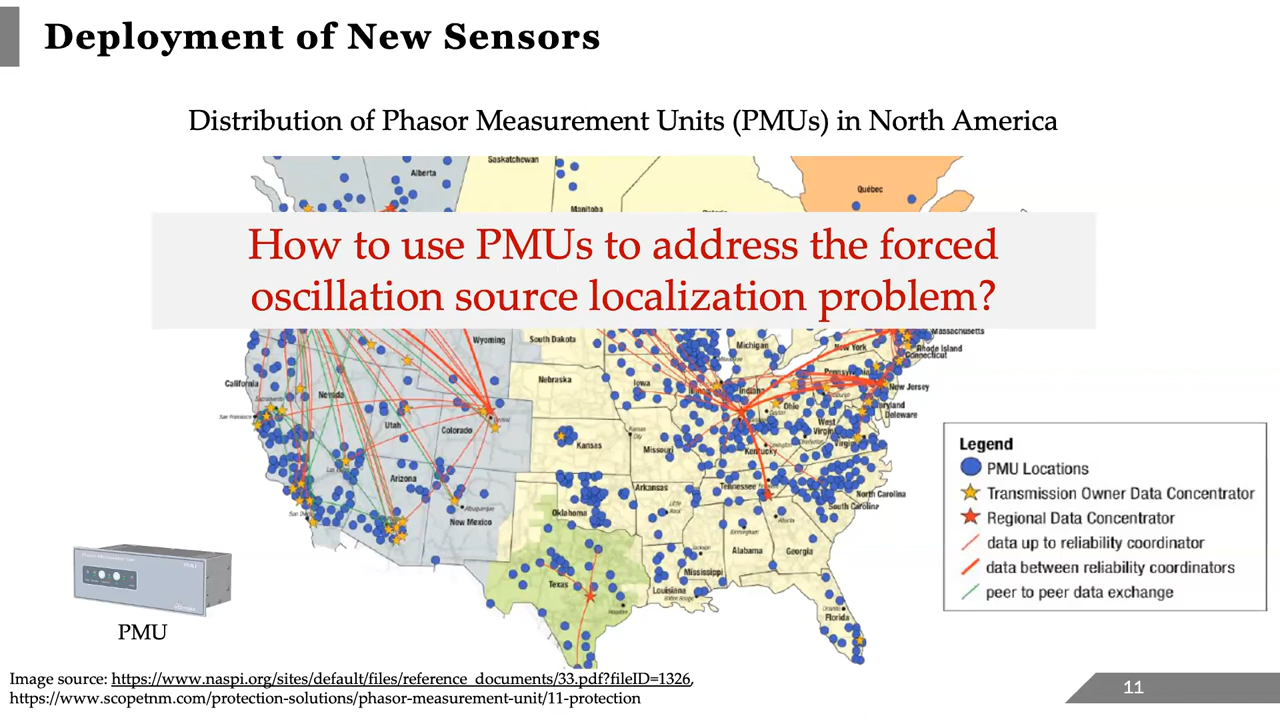 Deployment of New Sensors
Distribution of Phasor Measurement Units (PMUs) in North America
Saskatchewan
Alberta
Québec
Manitoba
How to use PMUs to address the forced
oscillation source localization problem?
Wyoming
South Dakota
Michigan
New York
Massachusetts
Rhode Island
Connecticut
California
Nevada
Nebraska
Iowa
Indiana
Ohio
New Jersey
Delaware
Utah
Colorado
Kansas
Missouri
Kentucky
West
Virginia
Virginia
Arizona
New Mexico
Albuquerque
Oklahoma
Arkansas
Tennessee
North Carolina
South Carolina
Mississippi
Alabama
Georgia
Texas
Louisiana
Florida
Legend
PMU Locations
Transmission Owner Data Concentrator
Regional Data Concentrator
data up to reliability coordinator
data between reliability coordinators
peer to peer data exchange
PMU
Image source: https://www.naspi.org/sites/default/files/reference_documents/33.pdf?fileID=1326,
https://www.scopetnm.com/protection-solutions/phasor-measurement-unit/11-protection
11